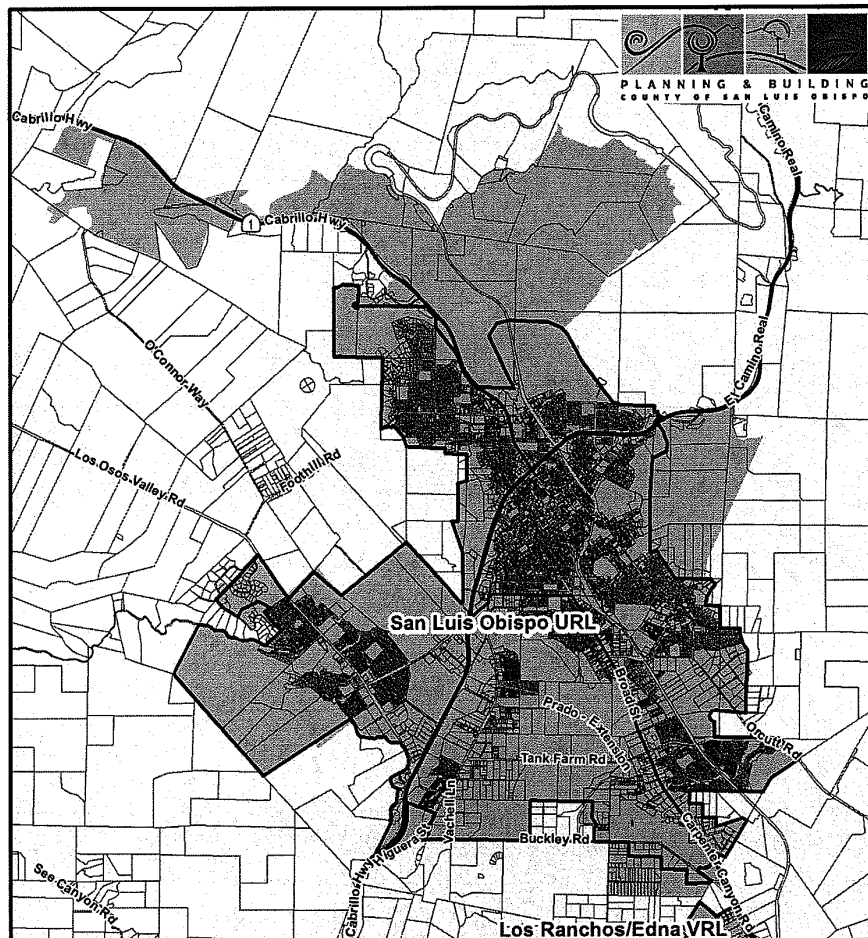 PLANNING & BUILDING
COUNTY OF SAN LUIS OBISPO
Cabrillo Hwy
Camino Real
1
Cabrillo Hwy
O'Connor Way
El Camino Real
Foothill Rd
Los Osos Valley Rd
San Luis Obispo URL
Broad St
Prado - Extension
Orcutt Rd
Tank Farm Rd
Vachell Ln
Higuera St
Buckley Rd
Carpenter Canyon Rd
Cabrillo Hwy
See Canyon Rd
Los Ranchos/Edna VRL